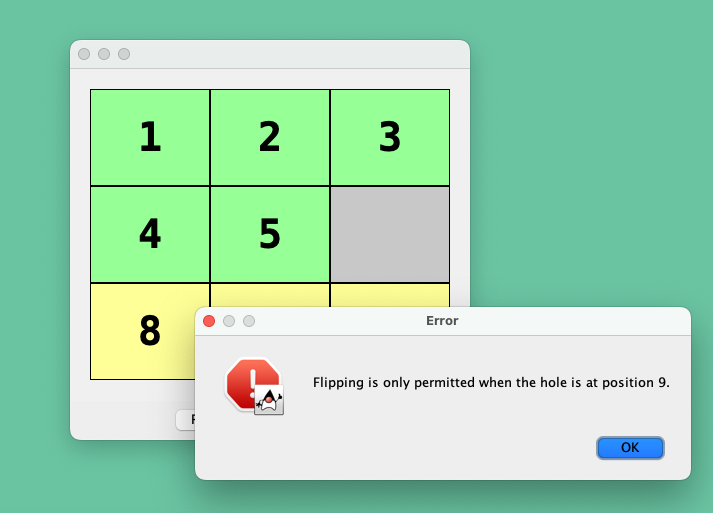 1 2 3
4 5
8
Error
Flipping is only permitted when the hole is at position 9.
OK